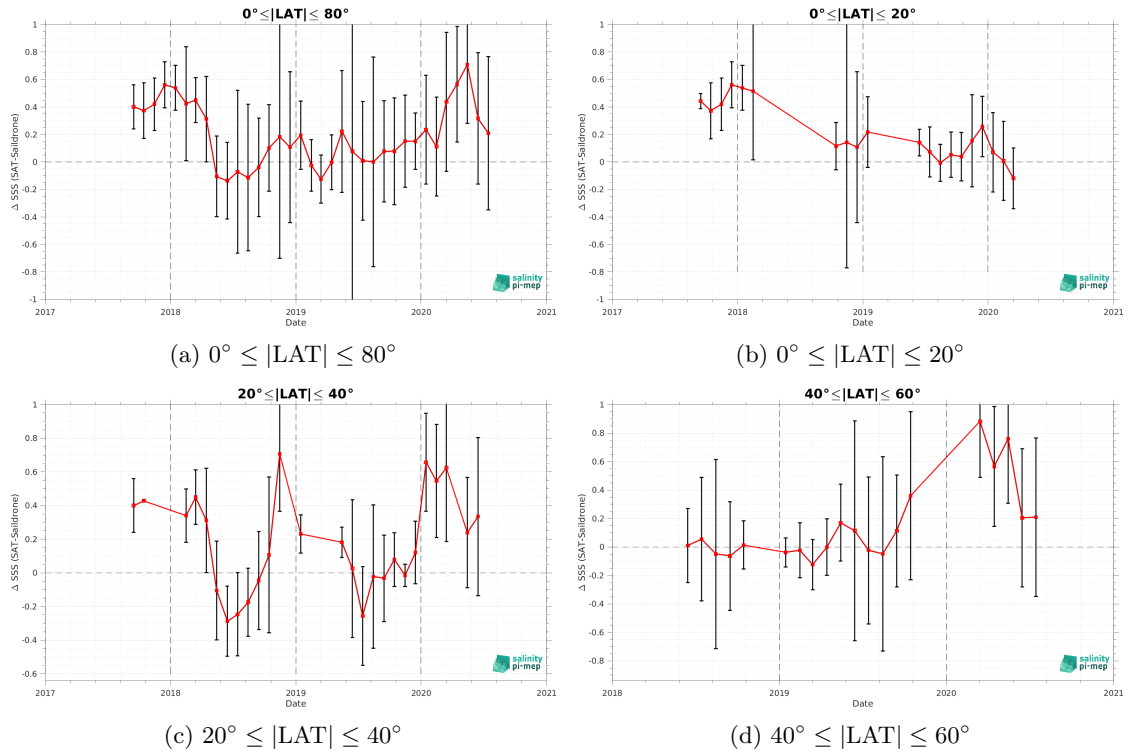 0°≤|LAT|≤ 80°
Δ SSS (SAT-Saildrone)
1
0.8
0.6
0.4
0.2
0
-0.2
-0.4
-0.6
-0.8
-1
2017
2018
2019
2020
2021
Date
salinity
pi-mep
(a) 0° ≤ |LAT| ≤ 80°
0°≤|LAT|≤ 20°
Δ SSS (SAT-Saildrone)
1
0.8
0.6
0.4
0.2
0
-0.2
-0.4
-0.6
-0.8
-1
2017
2018
2019
2020
2021
Date
salinity
pi-mep
(b) 0° ≤ |LAT| ≤ 20°
20°≤|LAT|≤ 40°
Δ SSS (SAT-Saildrone)
1
0.8
0.6
0.4
0.2
0
-0.2
-0.4
-0.6
2017
2018
2019
2020
2021
Date
salinity
pi-mep
(c) 20° ≤ |LAT| ≤ 40°
40°≤|LAT|≤ 60°
Δ SSS (SAT-Saildrone)
1
0.8
0.6
0.4
0.2
0
-0.2
-0.4
-0.6
-0.8
2018
2019
2020
2021
Date
salinity
pi-mep
(d) 40° ≤ |LAT| ≤ 60°